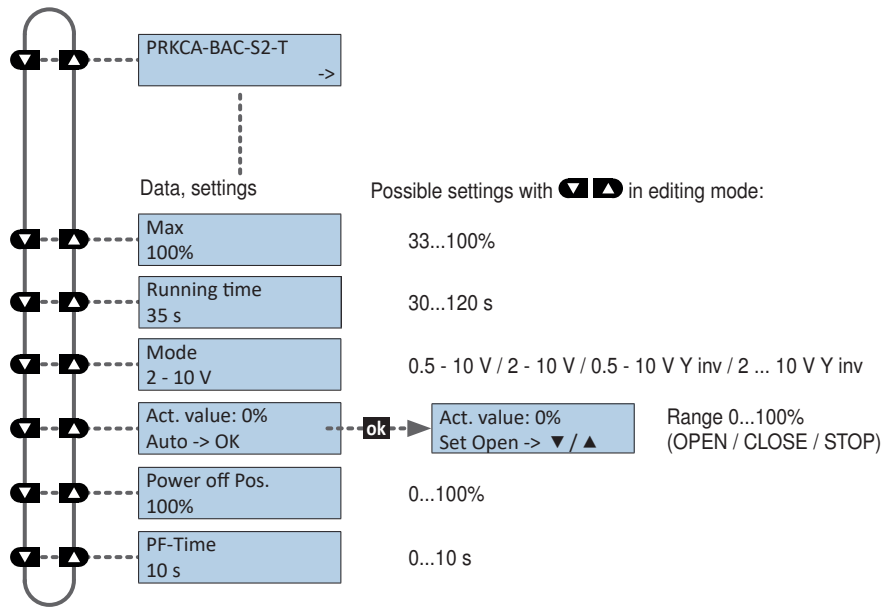 PRKCA-BAC-S2-T
->
Data, settings
Possible settings with ▼ △ in editing mode:
Max
100%
33...100%
Running time
35 s
30...120 s
Mode
2 - 10 V
0.5 - 10 V / 2 - 10 V / 0.5 - 10 V Y inv / 2 ... 10 V Y inv
Act. value: 0%
Auto -> OK
ok
Act. value: 0%
Set Open -> ▼ / ▲
Range 0...100%
(OPEN / CLOSE / STOP)
Power off Pos.
100%
0...100%
PF-Time
10 s
0...10 s